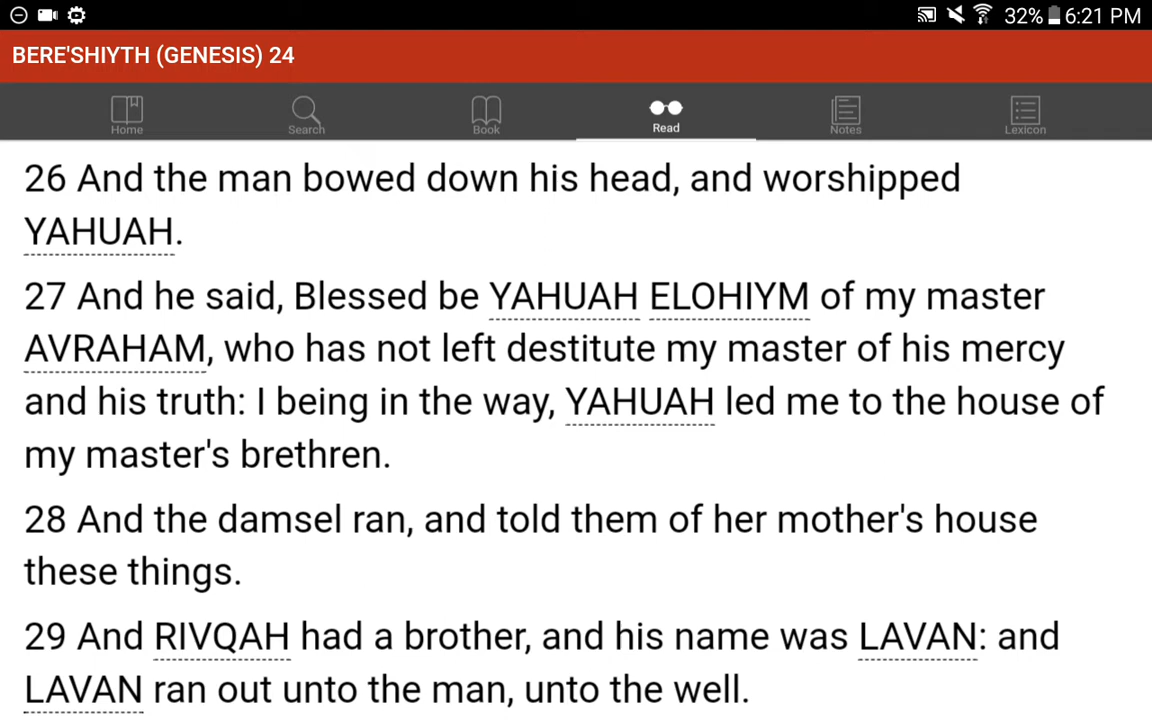 32% 6:21 PM
BERE'SHIYTH (GENESIS) 24
Home Search Book Read Notes Lexicon
26 And the man bowed down his head, and worshipped
YAHUAH.
27 And he said, Blessed be YAHUAH ELOHIYM of my master
AVRAHAM, who has not left destitute my master of his mercy
and his truth: I being in the way, YAHUAH led me to the house of
my master's brethren.
28 And the damsel ran, and told them of her mother's house
these things.
29 And RIVQAH had a brother, and his name was LAVAN: and
LAVAN ran out unto the man, unto the well.